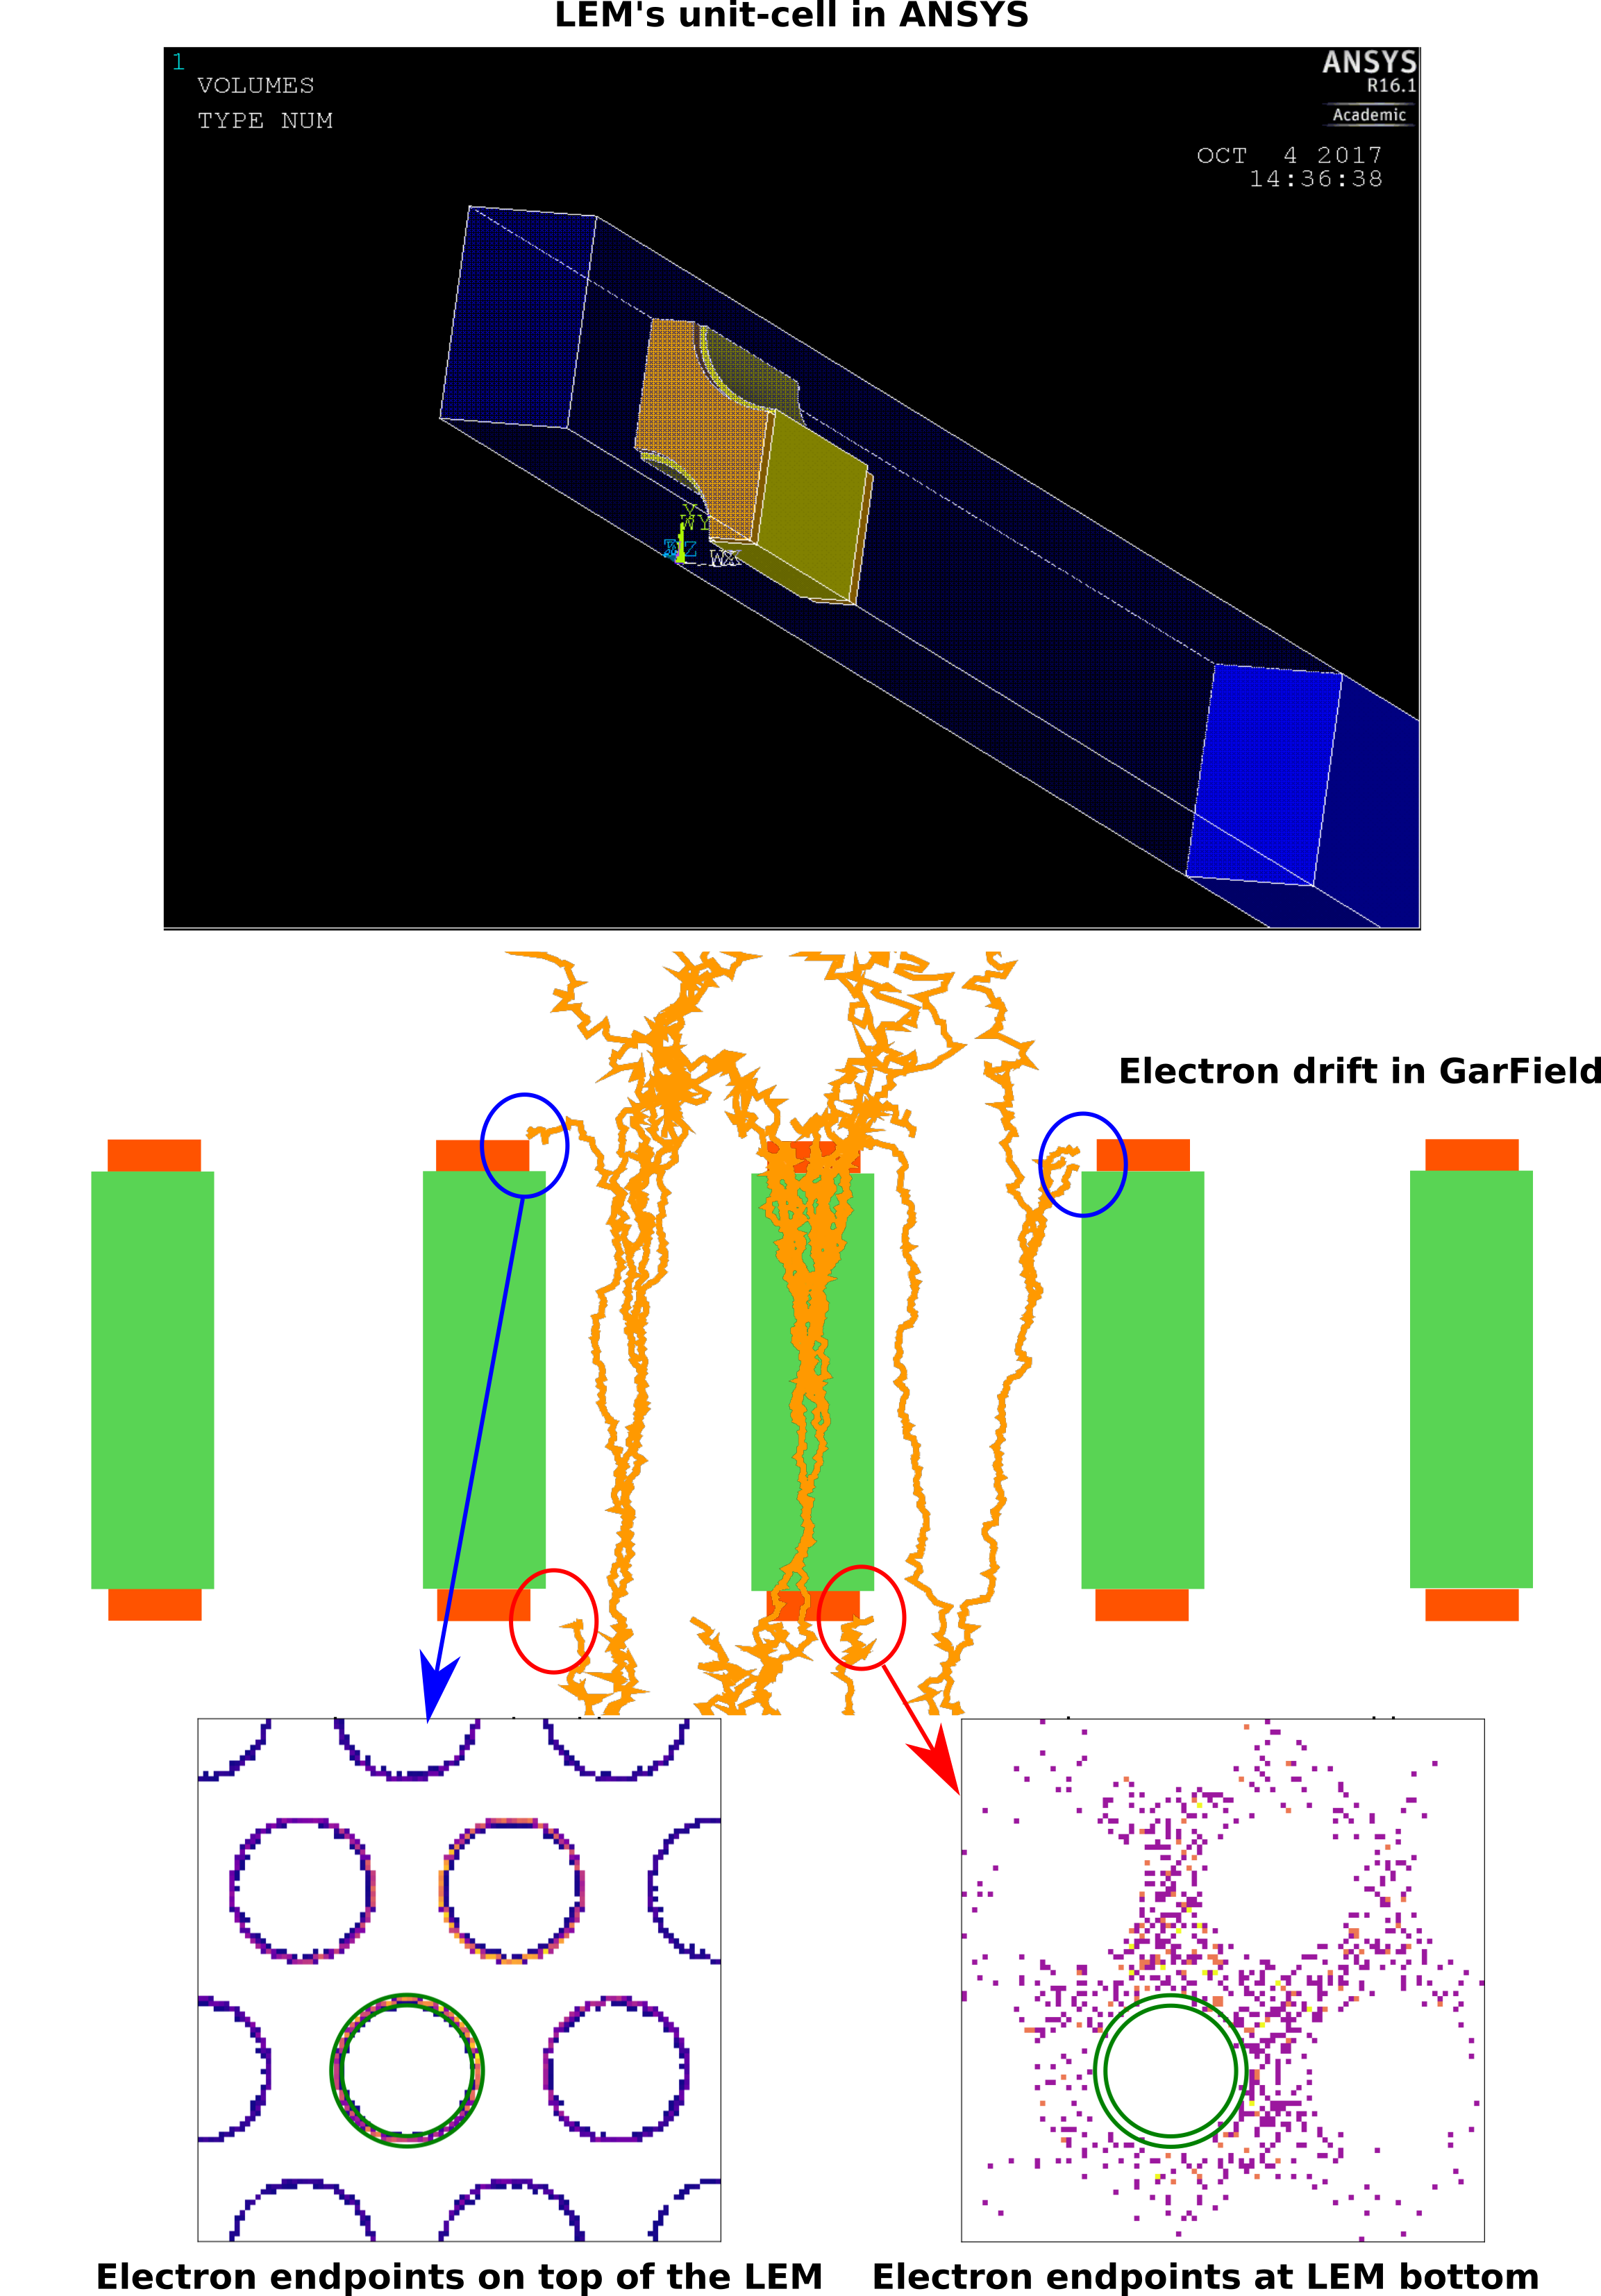 LEM's unit-cell in ANSYS
1
VOLUMES
TYPE NUM
ANSYS
R16.1
Academic
OCT 4 2017
14:36:38
Y
WY
Z
WX
Electron drift in GarField
Electron endpoints on top of the LEM
Electron endpoints at LEM bottom